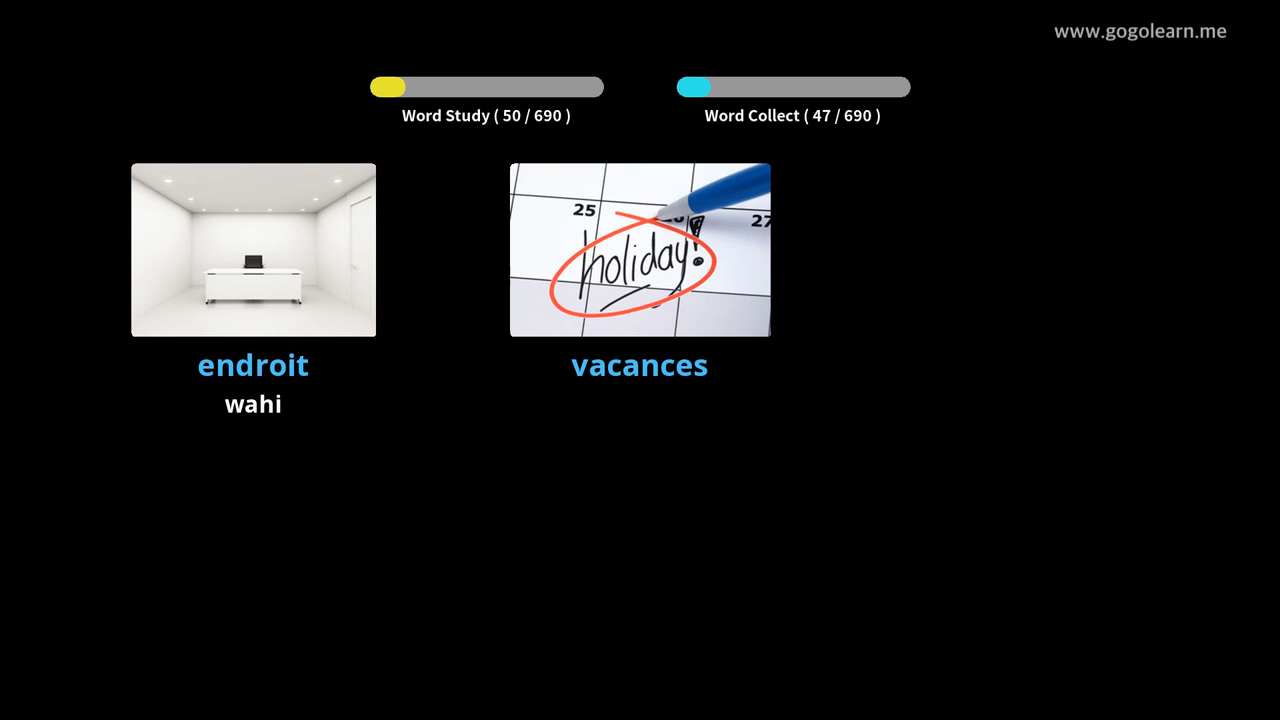 www.gogolearn.me
Word Study ( 50 / 690 )
Word Collect ( 47 / 690 )
25
27
holiday!
endroit
vacances
wahi